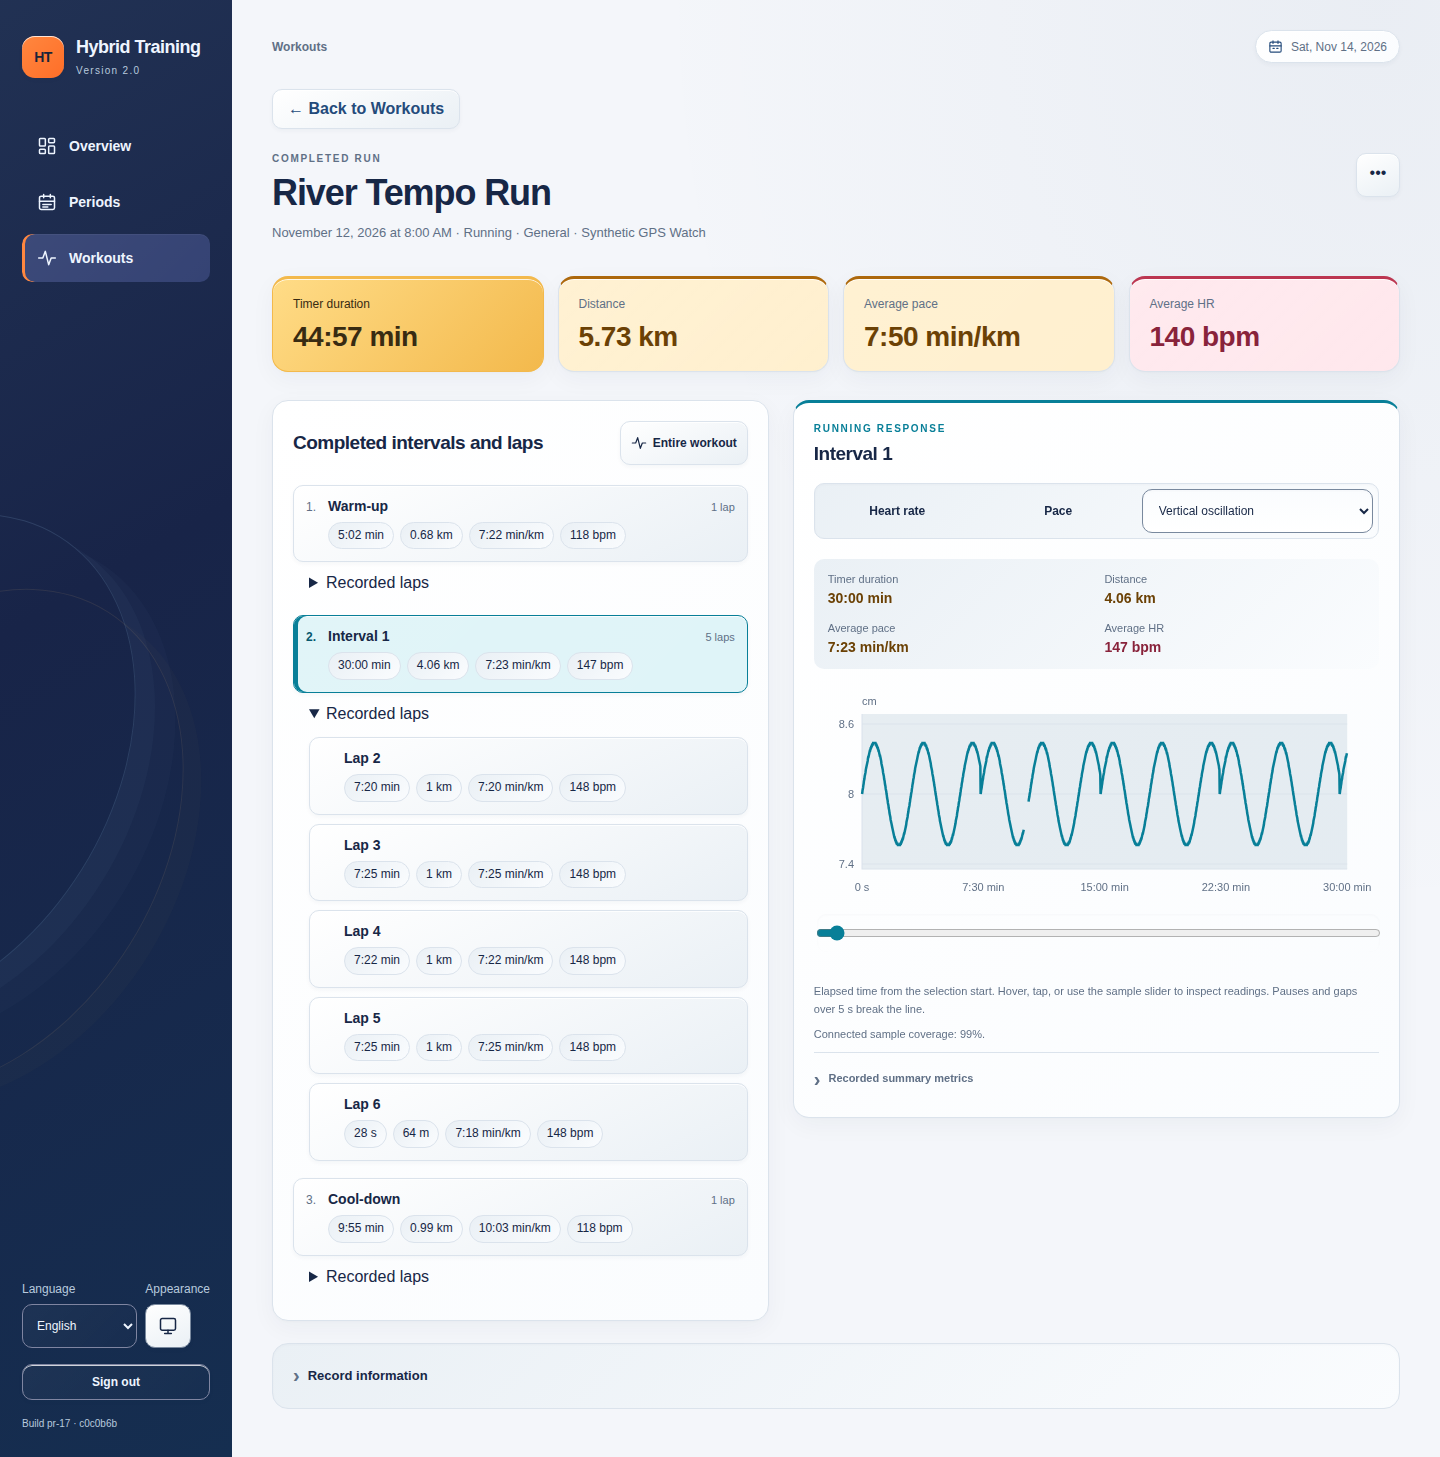 HT
Hybrid Training
Version 2.0
Overview
Periods
Workouts
Language
Appearance
English
Sign out
Build pr-17 · c0c0b6b
Workouts
Sat, Nov 14, 2026
← Back to Workouts
COMPLETED RUN
River Tempo Run
•••
November 12, 2026 at 8:00 AM · Running · General · Synthetic GPS Watch
Timer duration
44:57 min
Distance
5.73 km
Average pace
7:50 min/km
Average HR
140 bpm
Completed intervals and laps
Entire workout
1. Warm-up 1 lap
5:02 min 0.68 km 7:22 min/km 118 bpm
Recorded laps
2. Interval 1 5 laps
30:00 min 4.06 km 7:23 min/km 147 bpm
Recorded laps
Lap 2
7:20 min 1 km 7:20 min/km 148 bpm
Lap 3
7:25 min 1 km 7:25 min/km 148 bpm
Lap 4
7:22 min 1 km 7:22 min/km 148 bpm
Lap 5
7:25 min 1 km 7:25 min/km 148 bpm
Lap 6
28 s 64 m 7:18 min/km 148 bpm
3. Cool-down 1 lap
9:55 min 0.99 km 10:03 min/km 118 bpm
Recorded laps
RUNNING RESPONSE
Interval 1
Heart rate Pace Vertical oscillation
Timer duration
30:00 min
Distance
4.06 km
Average pace
7:23 min/km
Average HR
147 bpm
cm
8.6
8
7.4
0 s 7:30 min 15:00 min 22:30 min 30:00 min
Elapsed time from the selection start. Hover, tap, or use the sample slider to inspect readings. Pauses and gaps
over 5 s break the line.
Connected sample coverage: 99%.
Recorded summary metrics
Record information